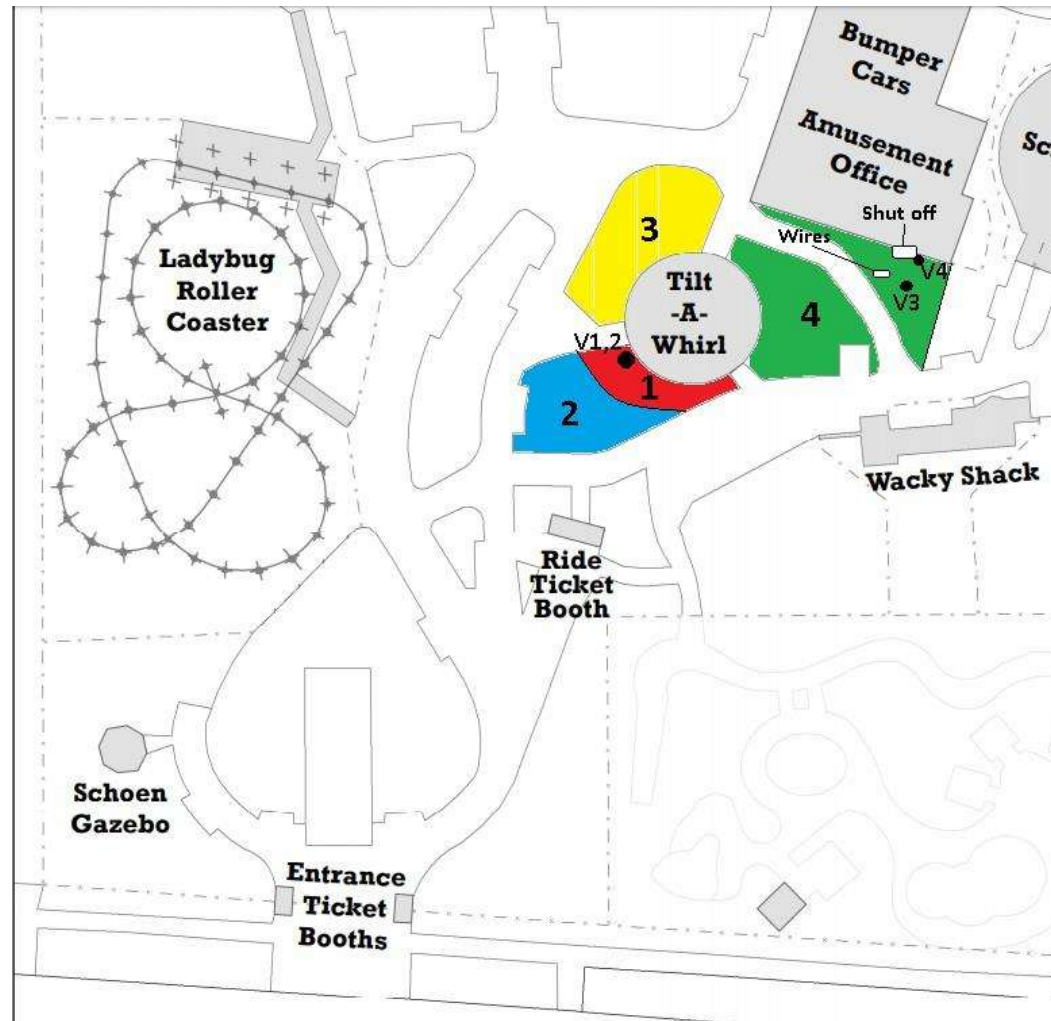 Bumper
Cars
Amusement
Office
Shut off
Wires
V4
V3
3
4
Tilt
-A-
Whirl
V1,2
1
2
Ladybug
Roller
Coaster
Wacky Shack
Ride
Ticket
Booth
Schoen
Gazebo
Entrance
Ticket
Booths